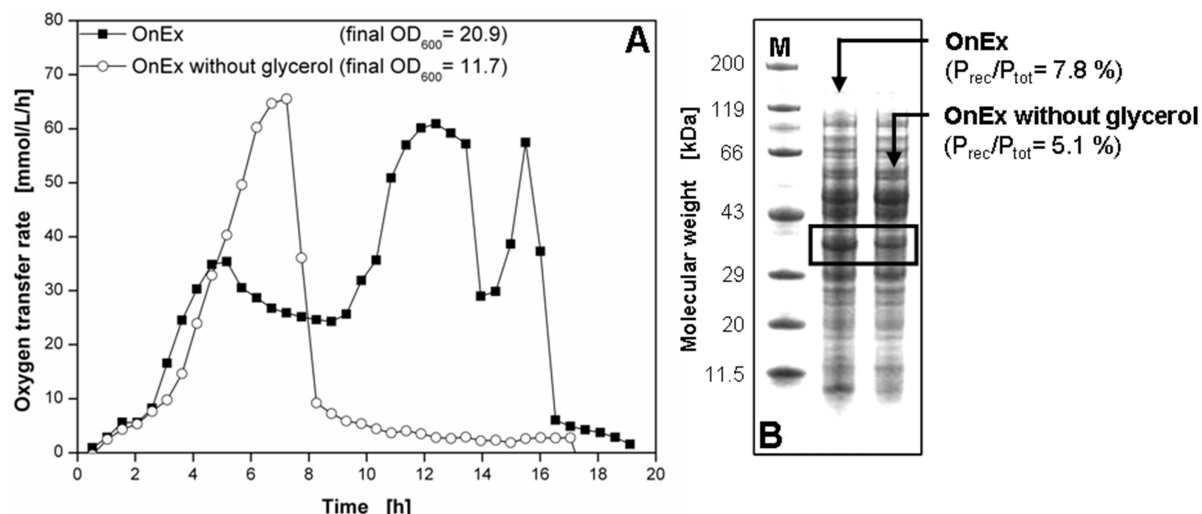 A
OnEx (final OD600= 20.9)
OnEx without glycerol (final OD600= 11.7)
Oxygen transfer rate [mmol/L/h]
80
70
60
50
40
30
20
10
0
0 2 4 6 8 10 12 14 16 18 20
Time [h]
M
OnEx
(Prec/Ptot= 7.8 %)
OnEx without glycerol
(Prec/Ptot= 5.1 %)
Molecular weight [kDa]
200
119
66
43
29
20
11.5
B